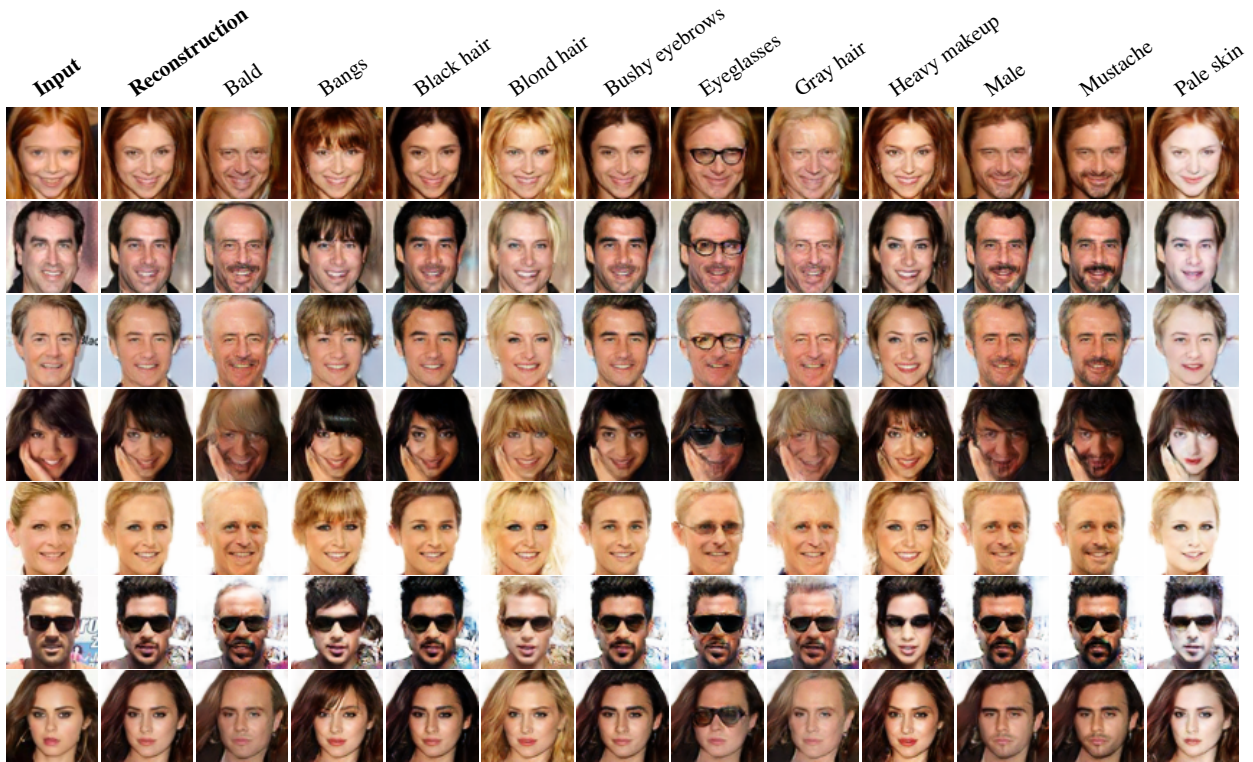 Input
Reconstruction
Bald
Bangs
Black hair
Blond hair
Bushy eyebrows
Eyeglasses
Gray hair
Heavy makeup
Male
Mustache
Pale skin